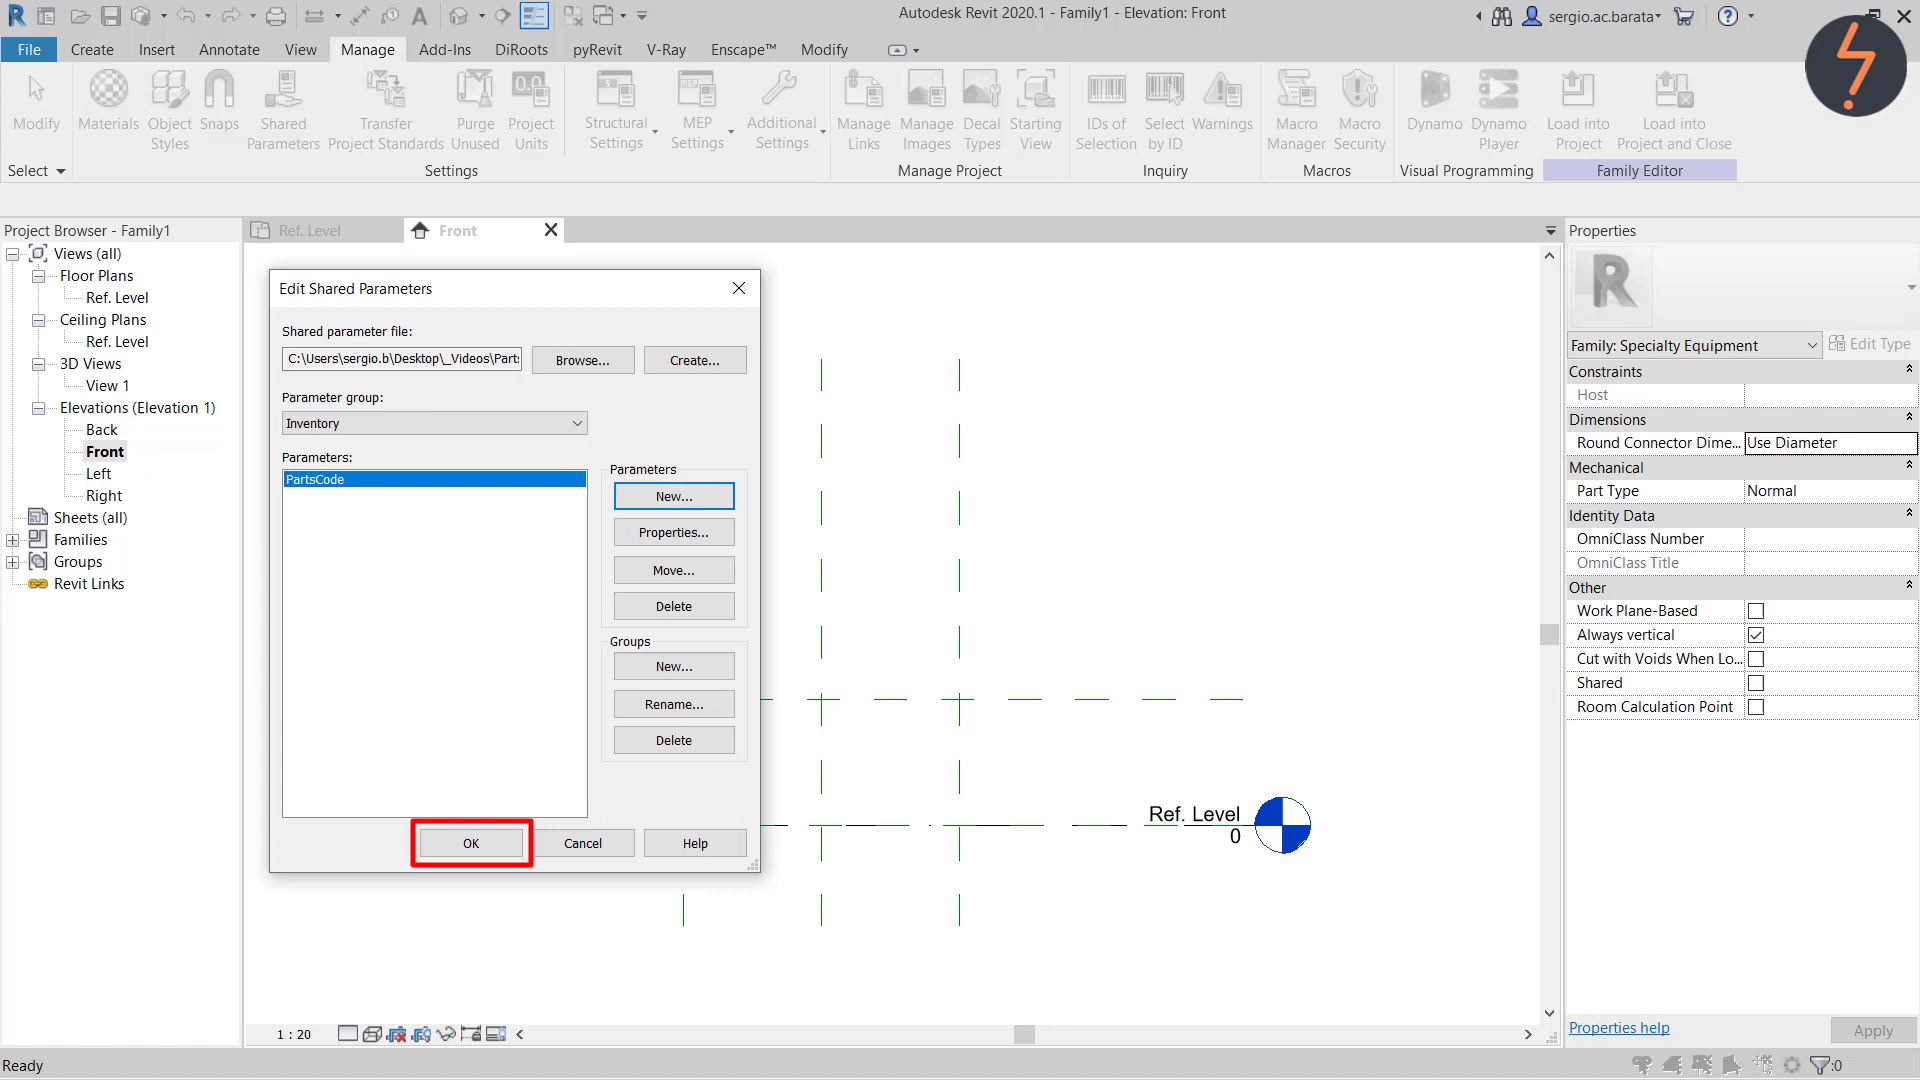 Autodesk Revit 2020.1 - Family1 - Elevation: Front
sergio.ac.barata
File Create Insert Annotate View Manage Add-Ins DiRoots pyRevit V-Ray Enscape™ Modify
Modify
Materials
Object Styles
Snaps
Shared Parameters
Transfer Project Standards
Purge Unused
Project Units
Structural Settings
MEP Settings
Additional Settings
Manage Links
Manage Images
Decal Types
Starting View
IDs of Selection
Select by ID
Warnings
Macro Manager
Macro Security
Dynamo
Dynamo Player
Load into Project
Load into Project and Close
Select
Settings
Manage Project
Inquiry
Macros
Visual Programming
Family Editor
Project Browser - Family1
Views (all)
Floor Plans
Ref. Level
Ceiling Plans
Ref. Level
3D Views
View 1
Elevations (Elevation 1)
Back
Front
Left
Right
Sheets (all)
Families
Groups
Revit Links
Ref. Level
Front
Edit Shared Parameters
Shared parameter file:
C:\Users\sergio.b\Desktop\_Videos\Part
Browse...
Create...
Parameter group:
Inventory
Parameters:
PartsCode
Parameters
New...
Properties...
Move...
Delete
Groups
New...
Rename...
Delete
OK
Cancel
Help
Ref. Level
0
1 : 20
Properties
R
Family: Specialty Equipment
Edit Type
Constraints
Host
Dimensions
Round Connector Dime... Use Diameter
Mechanical
Part Type Normal
Identity Data
OmniClass Number
OmniClass Title
Other
Work Plane-Based
Always vertical
Cut with Voids When Lo...
Shared
Room Calculation Point
Properties help
Apply
Ready
:0